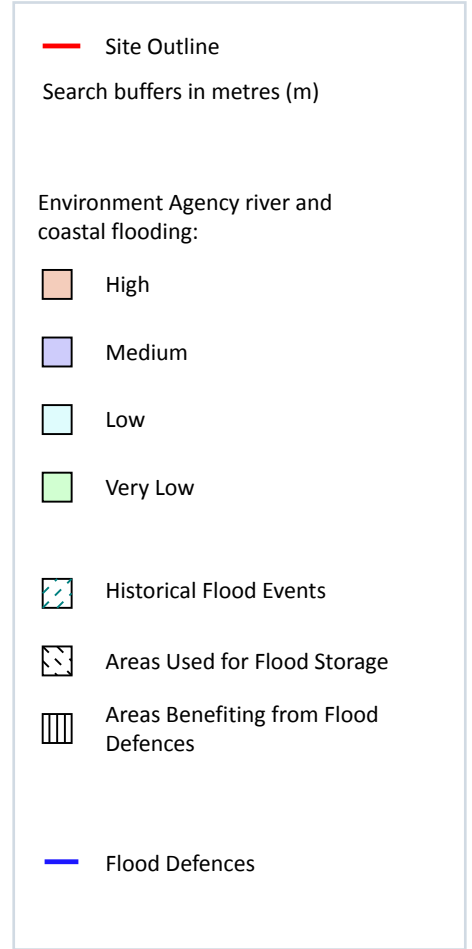 Site Outline
Search buffers in metres (m)
Environment Agency river and
coastal flooding:
High
Medium
Low
Very Low
Historical Flood Events
Areas Used for Flood Storage
Areas Benefiting from Flood
Defences
Flood Defences